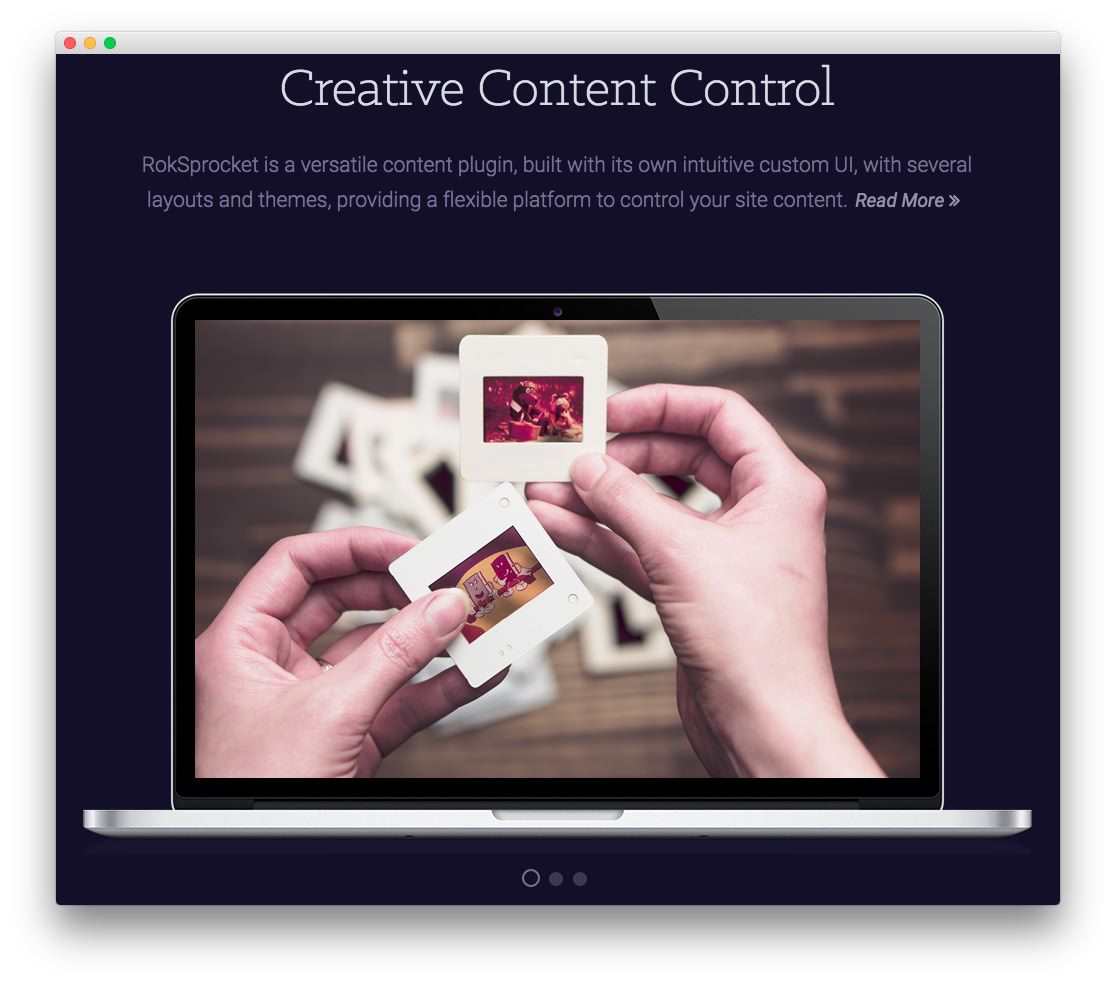 Creative Content Control
RokSprocket is a versatile content plugin, built with its own intuitive custom UI, with several
layouts and themes, providing a flexible platform to control your site content. Read More »